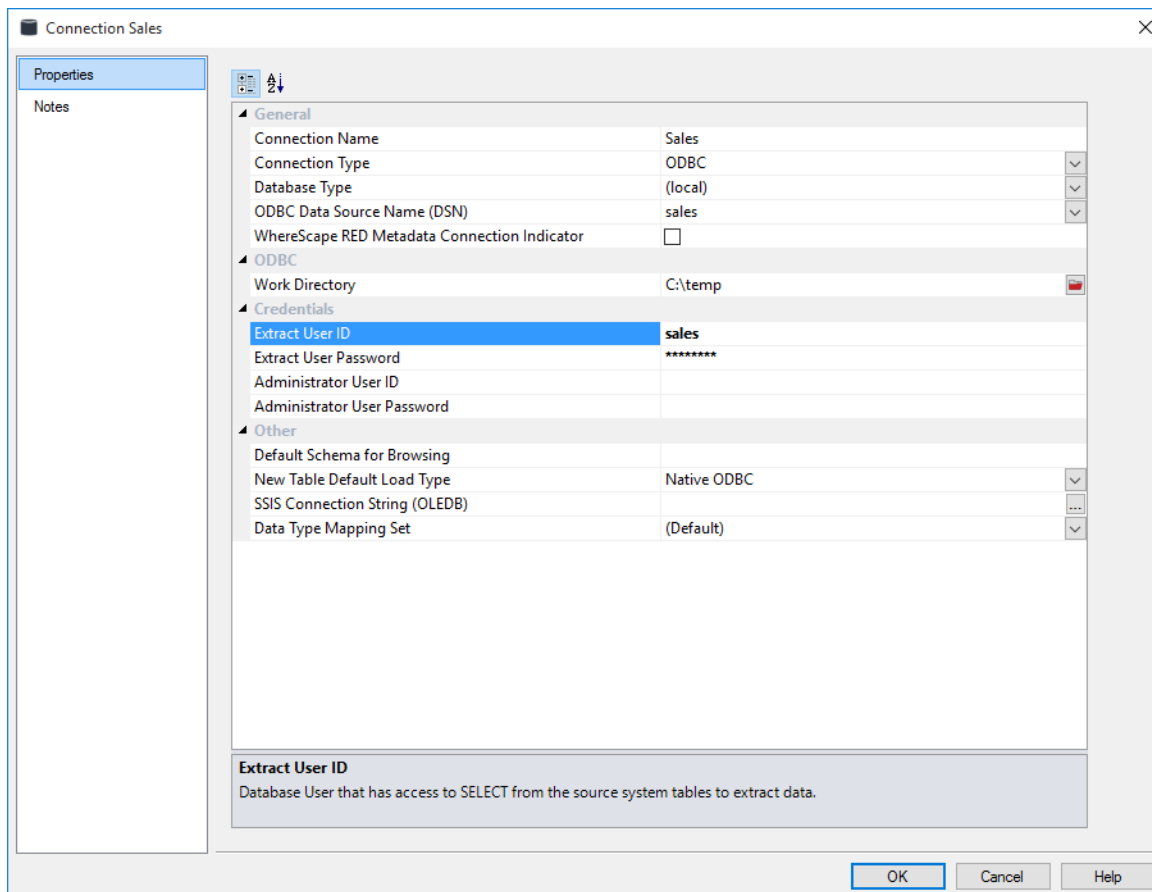 Connection Sales
Properties
Notes
General
Connection Name Sales
Connection Type ODBC
Database Type (local)
ODBC Data Source Name (DSN) sales
WhereScape RED Metadata Connection Indicator
ODBC
Work Directory C:\temp
Credentials
Extract User ID sales
Extract User Password ********
Administrator User ID
Administrator User Password
Other
Default Schema for Browsing
New Table Default Load Type Native ODBC
SSIS Connection String (OLEDB) ...
Data Type Mapping Set (Default)
Extract User ID
Database User that has access to SELECT from the source system tables to extract data.
OK Cancel Help